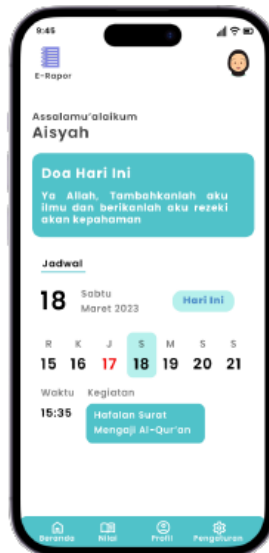 9:45
E-Rapor
Assalamu'alaikum
Aisyah
Doa Hari Ini
Ya Allah, Tambahkanlah aku
ilmu dan berikanlah aku rezeki
akan kepahaman
Jadwal
18 Sabtu
Maret 2023
Hari Ini
R K J S M S S
15 16 17 18 19 20 21
Waktu Kegiatan
15:35 Hafalan Surat
Mengaji Al-Qur'an
Beranda Nilai Profil Pengaturan